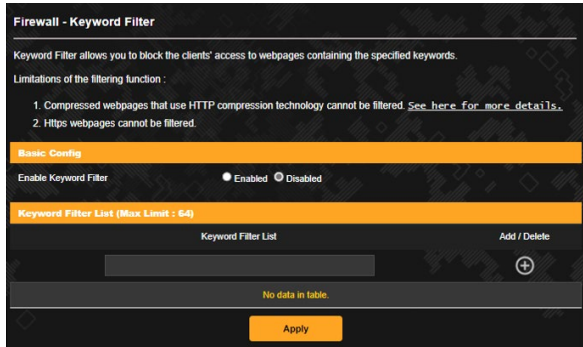 Firewall - Keyword Filter
Keyword Filter allows you to block the clients' access to webpages containing the specified keywords.
Limitations of the filtering function :
1. Compressed webpages that use HTTP compression technology cannot be filtered. See here for more details.
2. Https webpages cannot be filtered.
Basic Config
Enable Keyword Filter Enabled Disabled
Keyword Filter List (Max Limit : 64)
Keyword Filter List Add / Delete
No data in table.
Apply